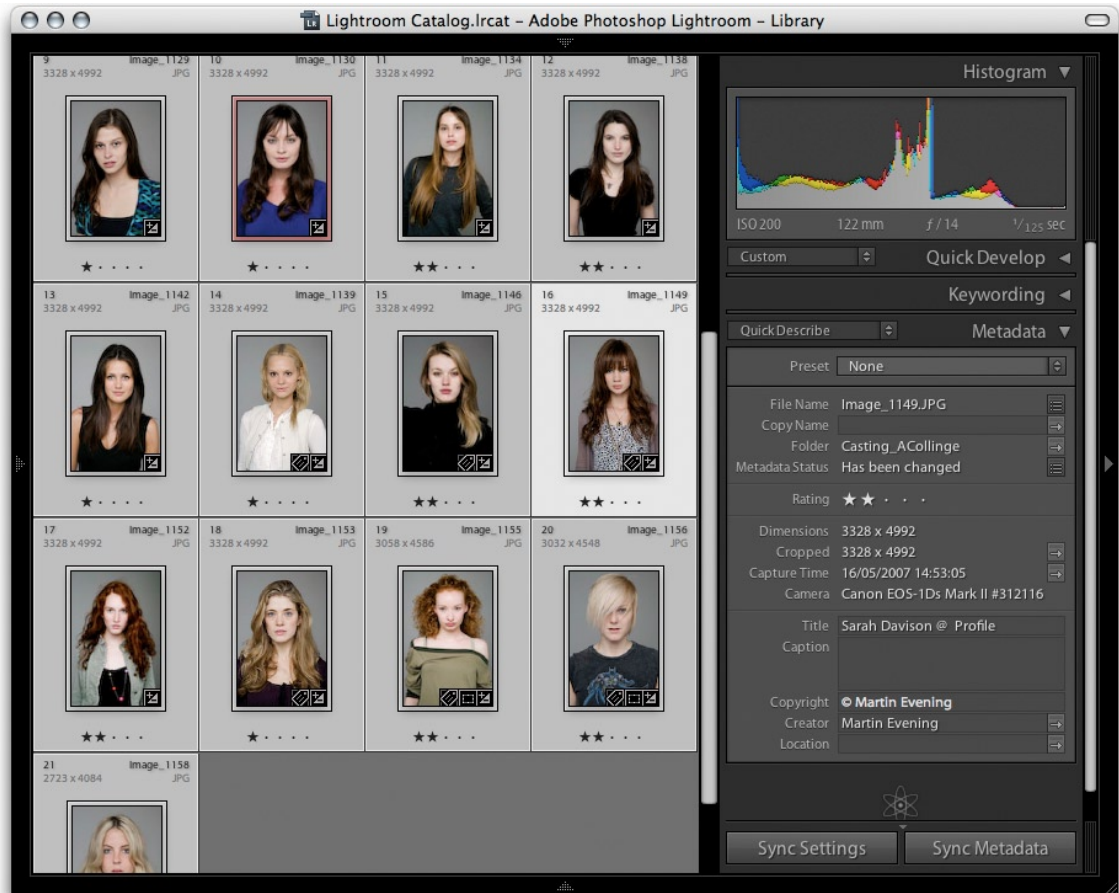 Lightroom Catalog.lrcat – Adobe Photoshop Lightroom – Library
9 Image_1129
3328 x 4992 JPG
10 Image_1130
3328 x 4992 JPG
11 Image_1134
3328 x 4992 JPG
12 Image_1138
3328 x 4992 JPG
13 Image_1142
3328 x 4992 JPG
14 Image_1139
3328 x 4992 JPG
15 Image_1146
3328 x 4992 JPG
16 Image_1149
3328 x 4992 JPG
17 Image_1152
3328 x 4992 JPG
18 Image_1153
3328 x 4992 JPG
19 Image_1155
3058 x 4586 JPG
20 Image_1156
3032 x 4548 JPG
21 Image_1158
2723 x 4084 JPG
Histogram
ISO 200 122 mm ƒ / 14 1/125 sec
Custom Quick Develop
Keywording
Quick Describe Metadata
Preset None
File Name Image_1149.JPG
Copy Name
Folder Casting_ACollinge
Metadata Status Has been changed
Rating ★ ★ · · ·
Dimensions 3328 x 4992
Cropped 3328 x 4992
Capture Time 16/05/2007 14:53:05
Camera Canon EOS-1Ds Mark II #312116
Title Sarah Davison @ Profile
Caption
Copyright © Martin Evening
Creator Martin Evening
Location
Sync Settings Sync Metadata